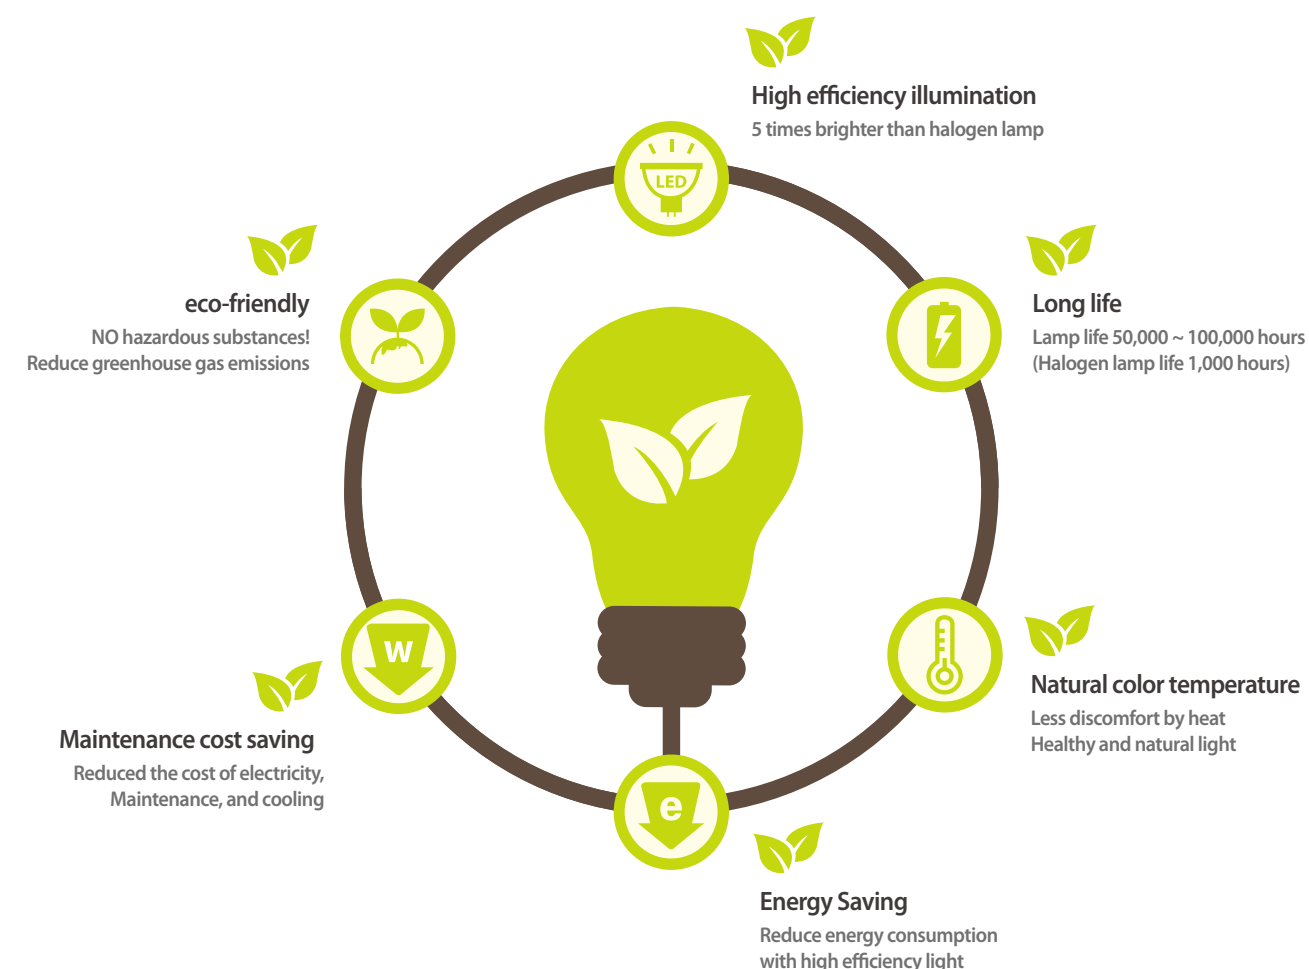 High efficiency illumination
5 times brighter than halogen lamp
LED
eco-friendly
NO hazardous substances!
Reduce greenhouse gas emissions
Long life
Lamp life 50,000 ~ 100,000 hours
(Halogen lamp life 1,000 hours)
w
Maintenance cost saving
Reduced the cost of electricity,
Maintenance, and cooling
Natural color temperature
Less discomfort by heat
Healthy and natural light
e
Energy Saving
Reduce energy consumption
with high efficiency light